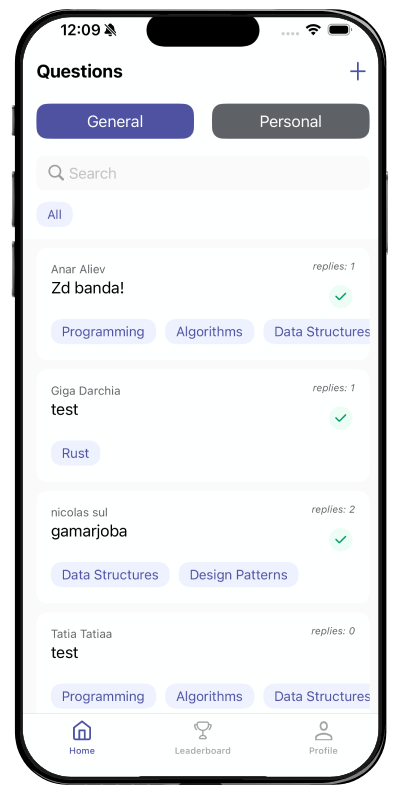 12:09
Questions
General
Personal
Search
All
Anar Aliev
replies: 1
Zd banda!
Programming
Algorithms
Data Structures
Giga Darchia
replies: 1
test
Rust
nicolas sul
replies: 2
gamarjoba
Data Structures
Design Patterns
Tatia Tatiaa
replies: 0
test
Programming
Algorithms
Data Structures
Home
Leaderboard
Profile